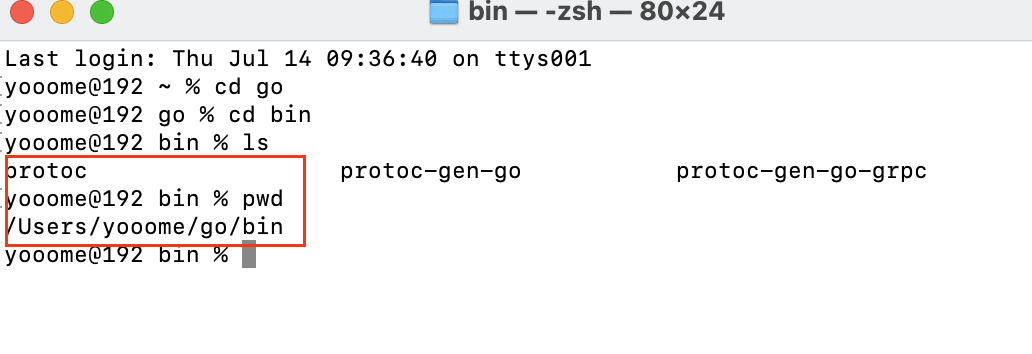 bin — -zsh — 80×24
Last login: Thu Jul 14 09:36:40 on ttys001
yooome@192 ~ % cd go
yooome@192 go % cd bin
yooome@192 bin % ls
protoc protoc-gen-go protoc-gen-go-grpc
yooome@192 bin % pwd
/Users/yooome/go/bin
yooome@192 bin %